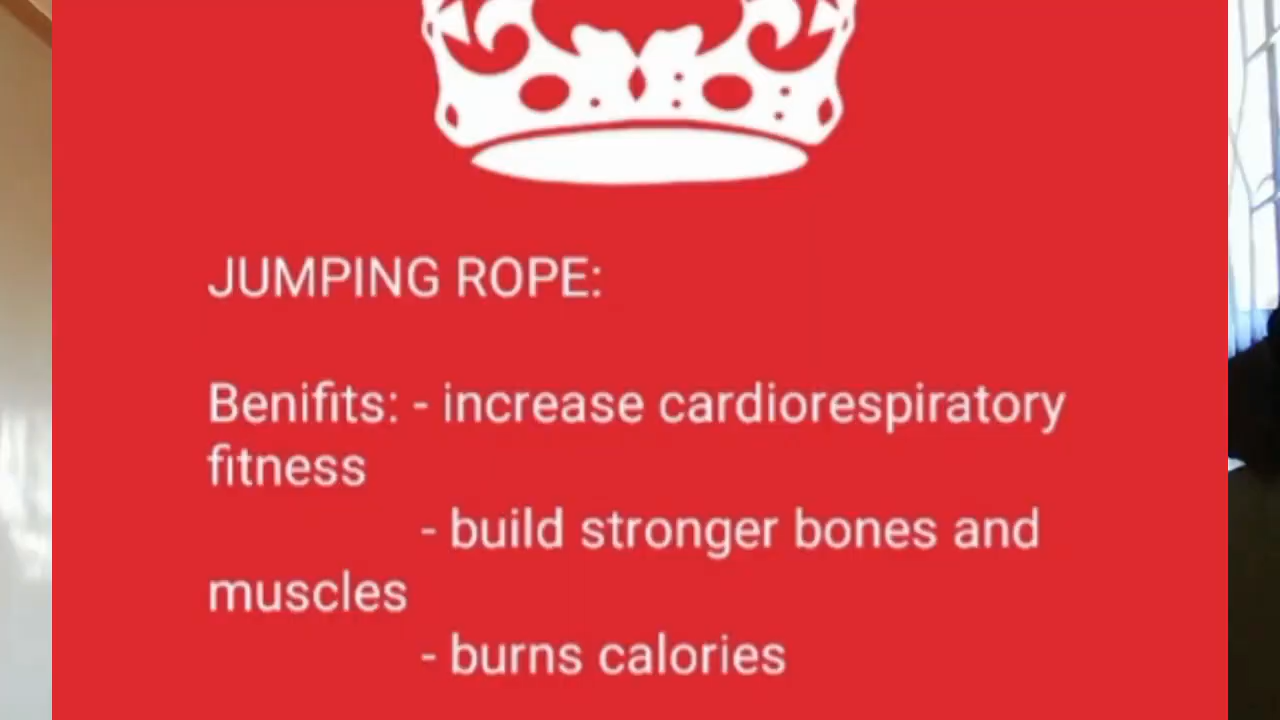 JUMPING ROPE:
Benifits: - increase cardiorespiratory
fitness
- build stronger bones and
muscles
- burns calories